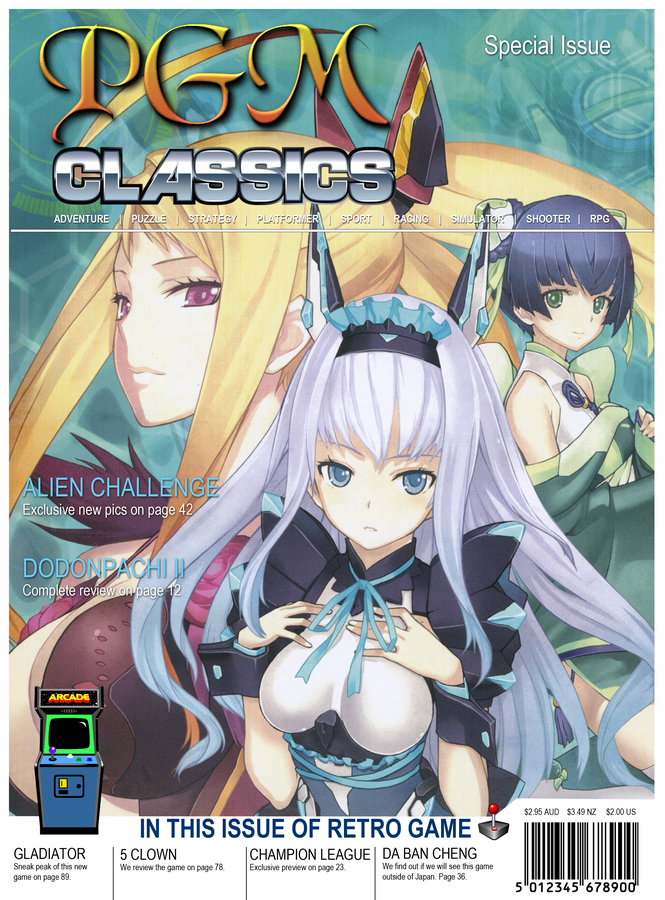 PGM
Special Issue
CLASSICS
ADVENTURE | PUZZLE | STRATEGY | PLATFORMER | SPORT | RACING | SIMULATOR | SHOOTER | RPG
ALIEN CHALLENGE
Exclusive new pics on page 42
DODONPACHI II
Complete review on page 12
ARCADE
IN THIS ISSUE OF RETRO GAME
$2.95 AUD $3.49 NZ $2.00 US
GLADIATOR
Sneak peak of this new
game on page 89.
5 CLOWN
We review the game on page 78.
CHAMPION LEAGUE
Exclusive preview on page 23.
DA BAN CHENG
We find out if we will see this game
outside of Japan. Page 36.
5 012345 678900